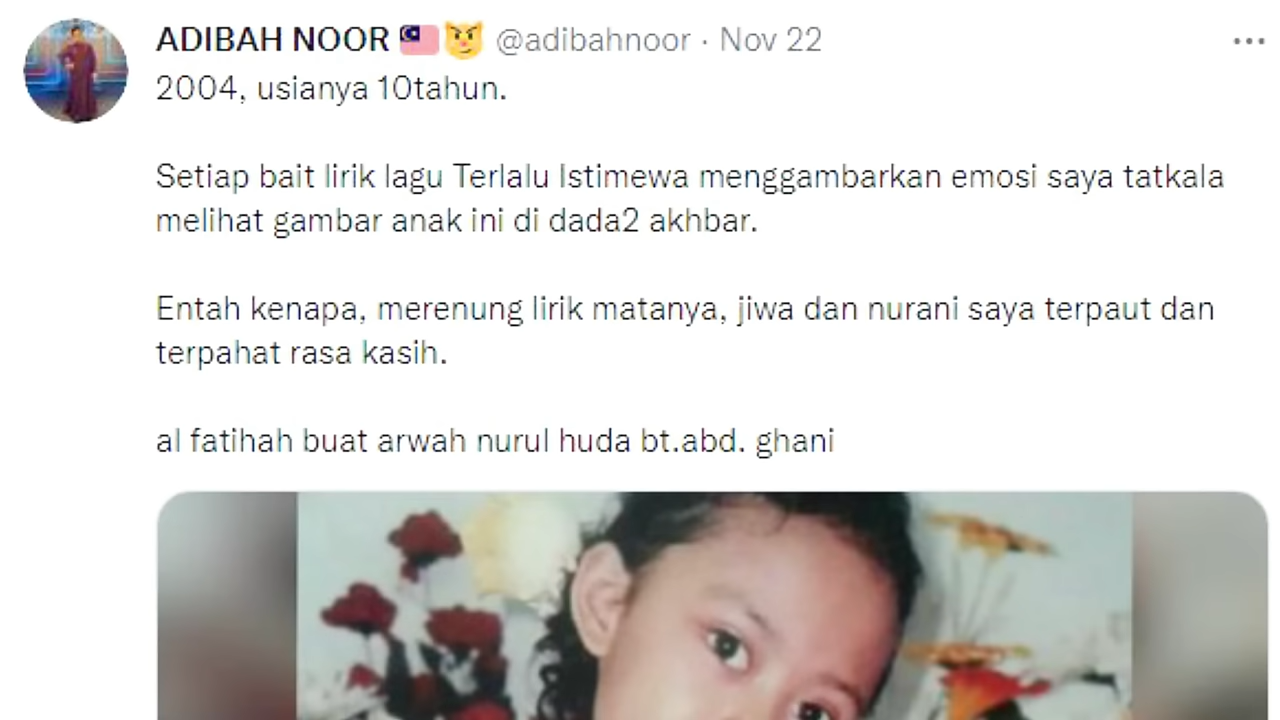 ADIBAH NOOR 🇲🇾😼 @adibahnoor · Nov 22
2004, usianya 10tahun.
Setiap bait lirik lagu Terlalu Istimewa menggambarkan emosi saya tatkala
melihat gambar anak ini di dada2 akhbar.
Entah kenapa, merenung lirik matanya, jiwa dan nurani saya terpaut dan
terpahat rasa kasih.
al fatihah buat arwah nurul huda bt.abd. ghani